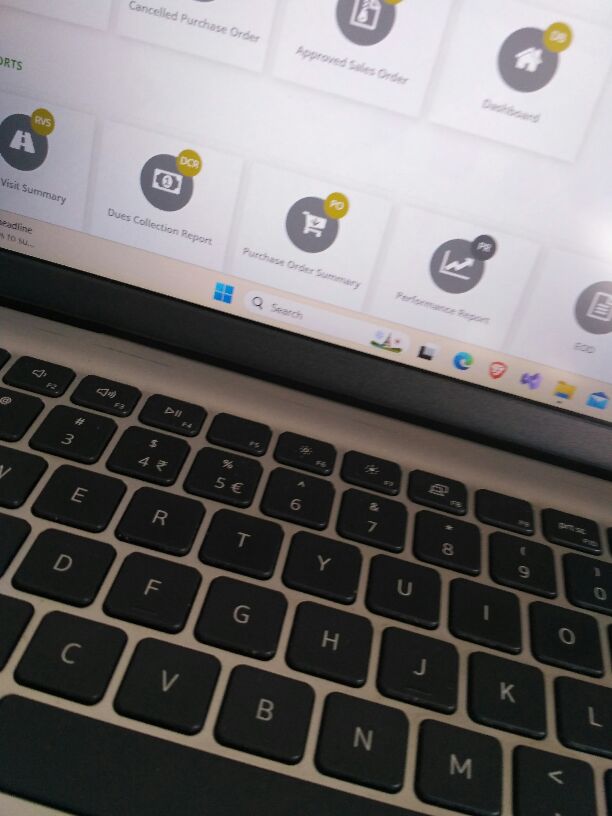 Cancelled Purchase Order
Approved Sales Order
DB
Dashboard
ORTS
RVS
Visit Summary
DCR
Dues Collection Report
PO
Purchase Order Summary
PR
Performance Report
EOD
eadline
s to su...
Search
F2
F3
F4
F5
F6
F7
F8
F9
prt sc
F10
@
# 3
$ 4 ₹
% 5 €
^ 6
& 7
* 8
( 9
) 0
W E R T Y U I O
D F G H J K L
C V B N M <